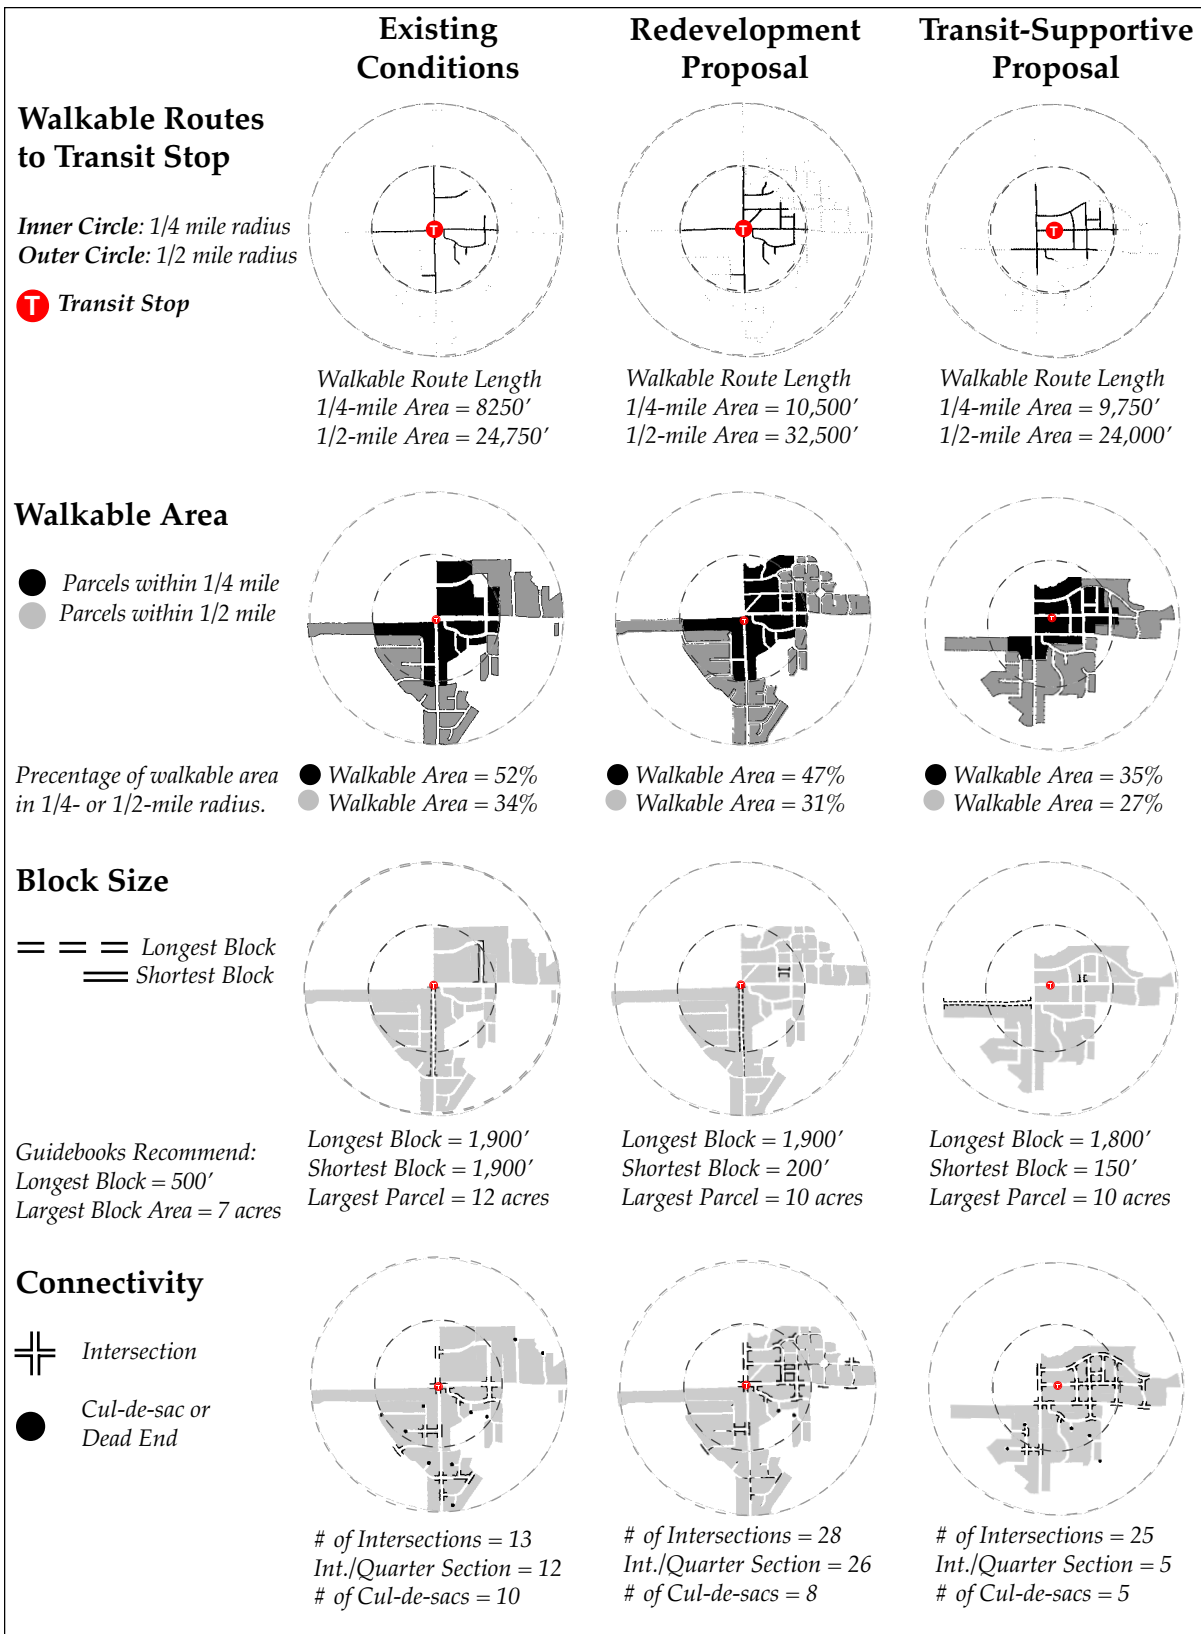 Existing
Conditions
Redevelopment
Proposal
Transit-Supportive
Proposal
Walkable Routes
to Transit Stop
Inner Circle: 1/4 mile radius
Outer Circle: 1/2 mile radius
T Transit Stop
T
T
T
Walkable Route Length
1/4-mile Area = 8250'
1/2-mile Area = 24,750'
Walkable Route Length
1/4-mile Area = 10,500'
1/2-mile Area = 32,500'
Walkable Route Length
1/4-mile Area = 9,750'
1/2-mile Area = 24,000'
Walkable Area
Parcels within 1/4 mile
Parcels within 1/2 mile
T
T
T
Precentage of walkable area
in 1/4- or 1/2-mile radius.
Walkable Area = 52%
Walkable Area = 34%
Walkable Area = 47%
Walkable Area = 31%
Walkable Area = 35%
Walkable Area = 27%
Block Size
Longest Block
Shortest Block
T
T
T
Guidebooks Recommend:
Longest Block = 500'
Largest Block Area = 7 acres
Longest Block = 1,900'
Shortest Block = 1,900'
Largest Parcel = 12 acres
Longest Block = 1,900'
Shortest Block = 200'
Largest Parcel = 10 acres
Longest Block = 1,800'
Shortest Block = 150'
Largest Parcel = 10 acres
Connectivity
Intersection
Cul-de-sac or
Dead End
T
T
T
# of Intersections = 13
Int./Quarter Section = 12
# of Cul-de-sacs = 10
# of Intersections = 28
Int./Quarter Section = 26
# of Cul-de-sacs = 8
# of Intersections = 25
Int./Quarter Section = 5
# of Cul-de-sacs = 5